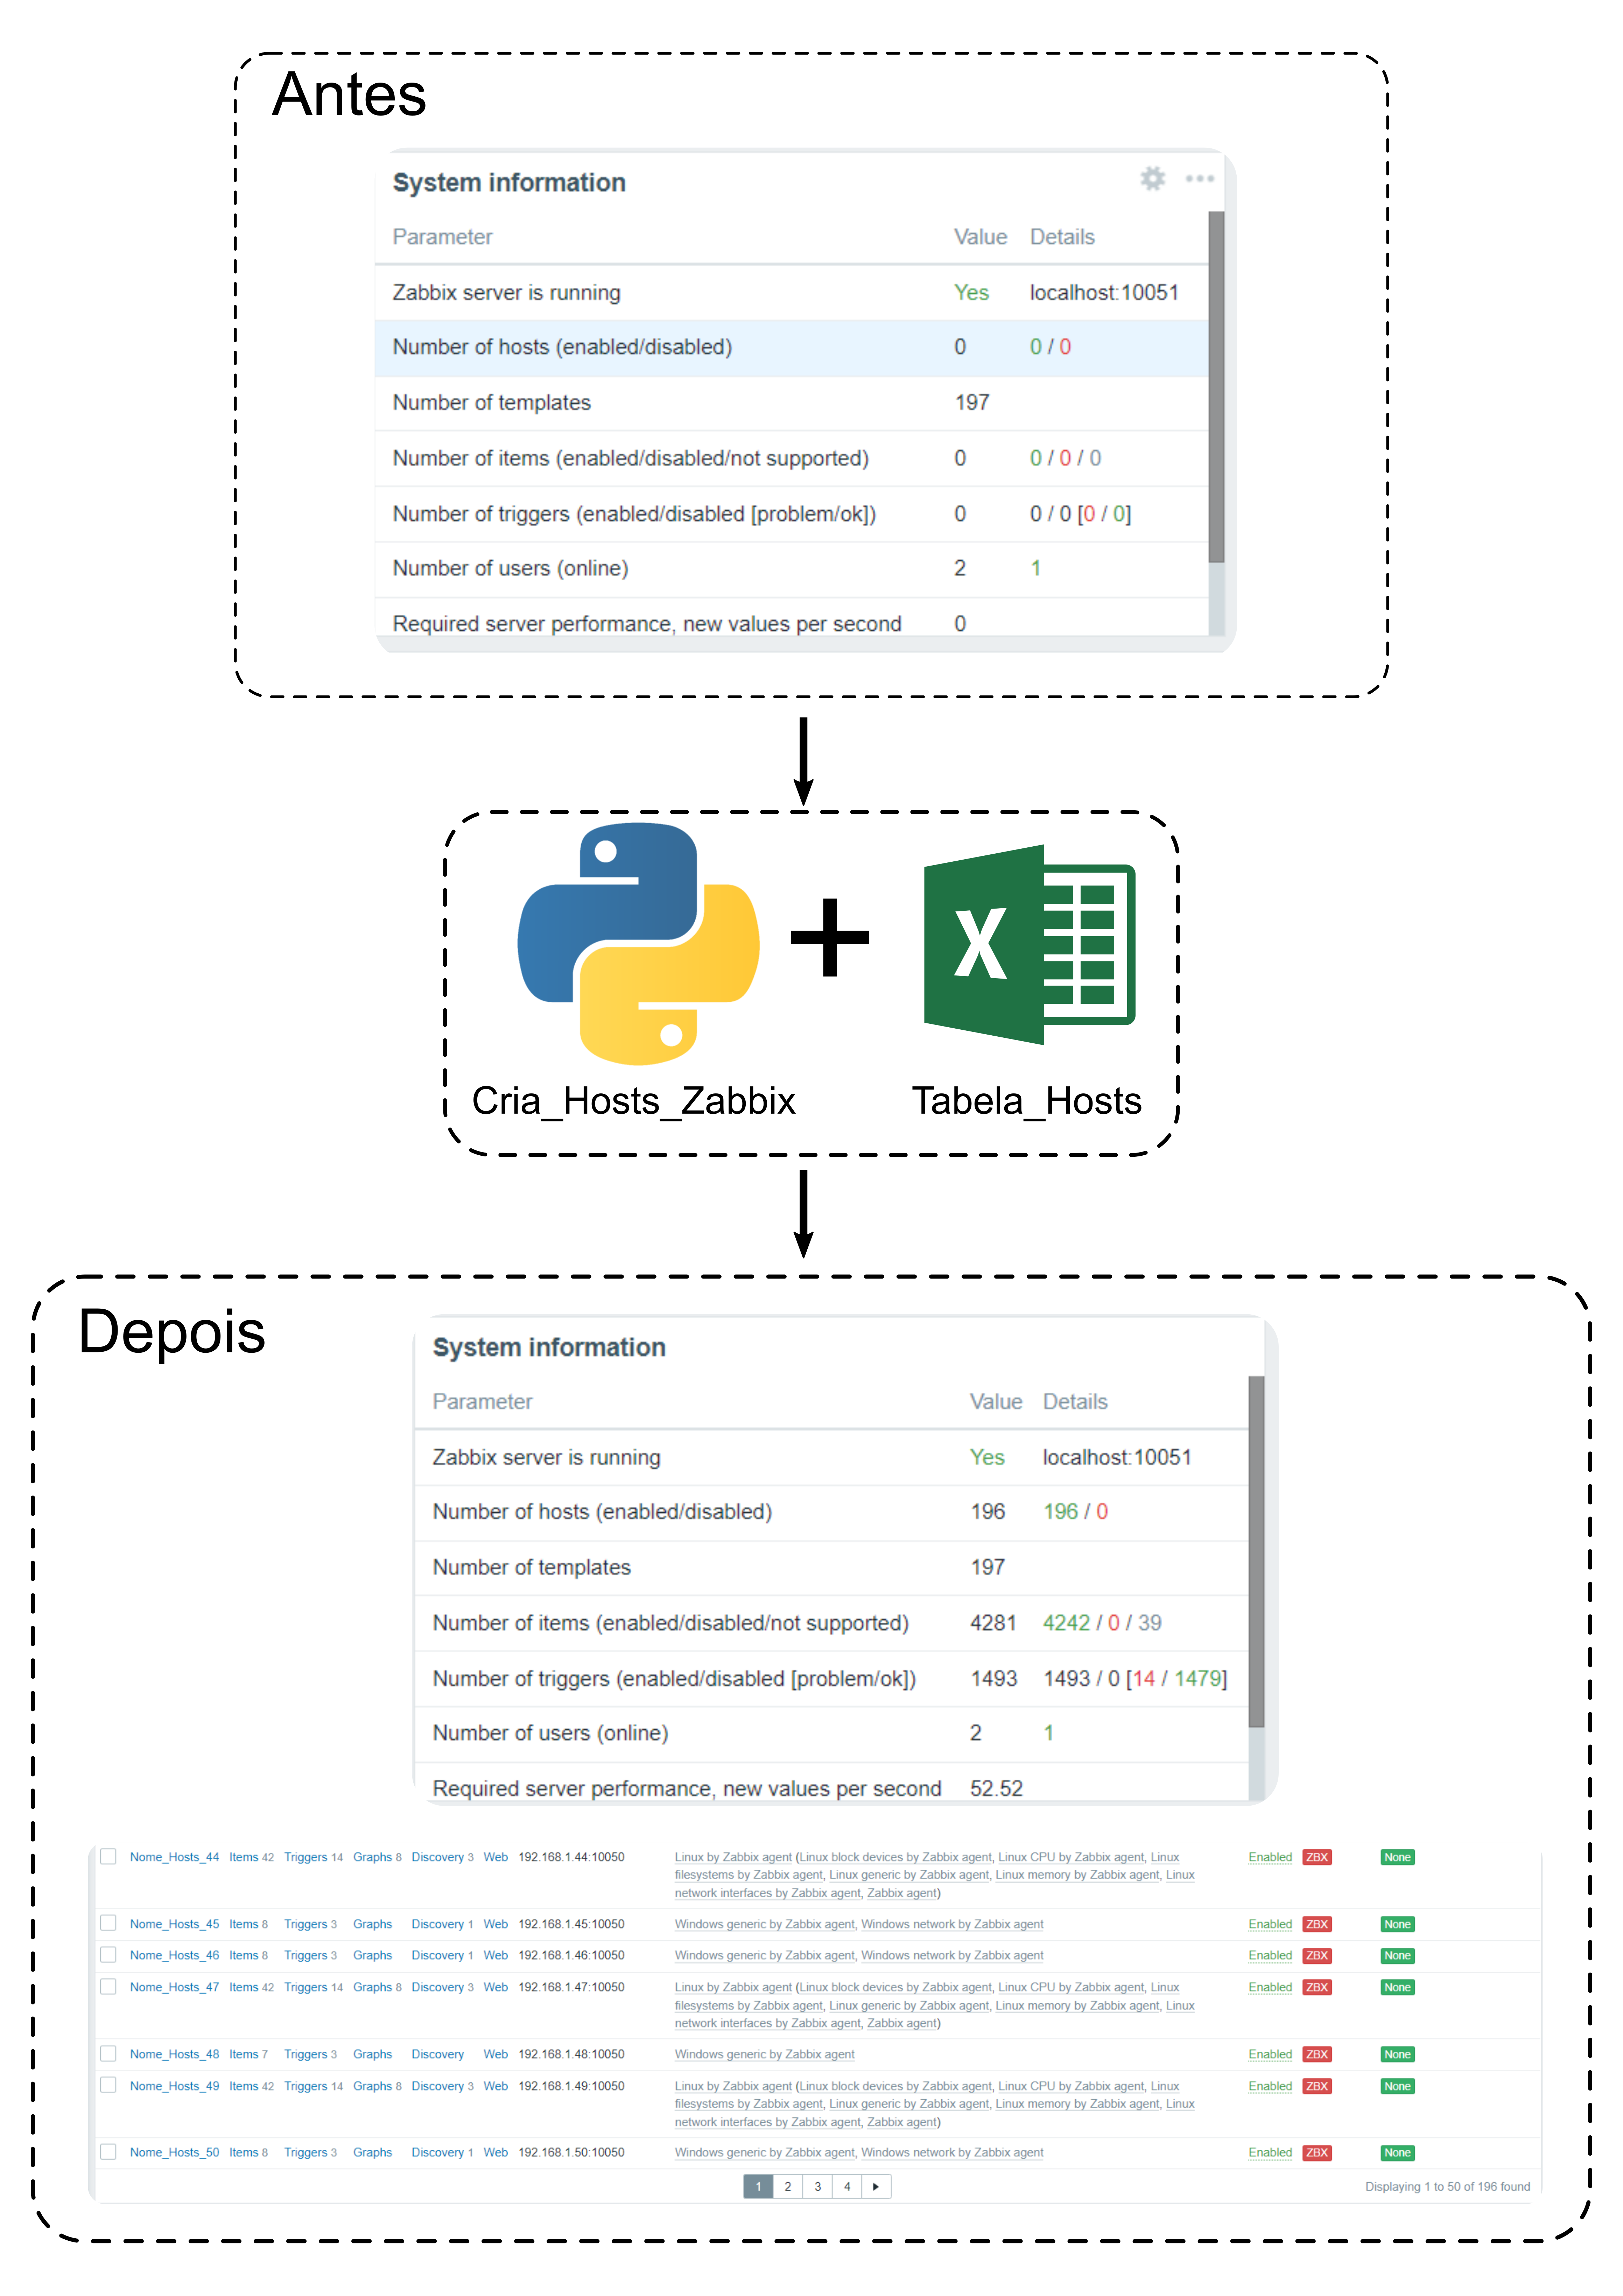 Antes
System information
Parameter Value Details
Zabbix server is running Yes localhost:10051
Number of hosts (enabled/disabled) 0 0 / 0
Number of templates 197
Number of items (enabled/disabled/not supported) 0 0 / 0 / 0
Number of triggers (enabled/disabled [problem/ok]) 0 0 / 0 [0 / 0]
Number of users (online) 2 1
Required server performance, new values per second 0
X
Cria_Hosts_Zabbix Tabela_Hosts
Depois
System information
Parameter Value Details
Zabbix server is running Yes localhost:10051
Number of hosts (enabled/disabled) 196 196 / 0
Number of templates 197
Number of items (enabled/disabled/not supported) 4281 4242 / 0 / 39
Number of triggers (enabled/disabled [problem/ok]) 1493 1493 / 0 [14 / 1479]
Number of users (online) 2 1
Required server performance, new values per second 52.52
Nome_Hosts_44 Items 42 Triggers 14 Graphs 8 Discovery 3 Web 192.168.1.44:10050 Linux by Zabbix agent (Linux block devices by Zabbix agent, Linux CPU by Zabbix agent, Linux Enabled ZBX None
filesystems by Zabbix agent, Linux generic by Zabbix agent, Linux memory by Zabbix agent, Linux
network interfaces by Zabbix agent, Zabbix agent)
Nome_Hosts_45 Items 8 Triggers 3 Graphs Discovery 1 Web 192.168.1.45:10050 Windows generic by Zabbix agent, Windows network by Zabbix agent Enabled ZBX None
Nome_Hosts_46 Items 8 Triggers 3 Graphs Discovery 1 Web 192.168.1.46:10050 Windows generic by Zabbix agent, Windows network by Zabbix agent Enabled ZBX None
Nome_Hosts_47 Items 42 Triggers 14 Graphs 8 Discovery 3 Web 192.168.1.47:10050 Linux by Zabbix agent (Linux block devices by Zabbix agent, Linux CPU by Zabbix agent, Linux Enabled ZBX None
filesystems by Zabbix agent, Linux generic by Zabbix agent, Linux memory by Zabbix agent, Linux
network interfaces by Zabbix agent, Zabbix agent)
Nome_Hosts_48 Items 7 Triggers 3 Graphs Discovery Web 192.168.1.48:10050 Windows generic by Zabbix agent Enabled ZBX None
Nome_Hosts_49 Items 42 Triggers 14 Graphs 8 Discovery 3 Web 192.168.1.49:10050 Linux by Zabbix agent (Linux block devices by Zabbix agent, Linux CPU by Zabbix agent, Linux Enabled ZBX None
filesystems by Zabbix agent, Linux generic by Zabbix agent, Linux memory by Zabbix agent, Linux
network interfaces by Zabbix agent, Zabbix agent)
Nome_Hosts_50 Items 8 Triggers 3 Graphs Discovery 1 Web 192.168.1.50:10050 Windows generic by Zabbix agent, Windows network by Zabbix agent Enabled ZBX None
1 2 3 4 Displaying 1 to 50 of 196 found